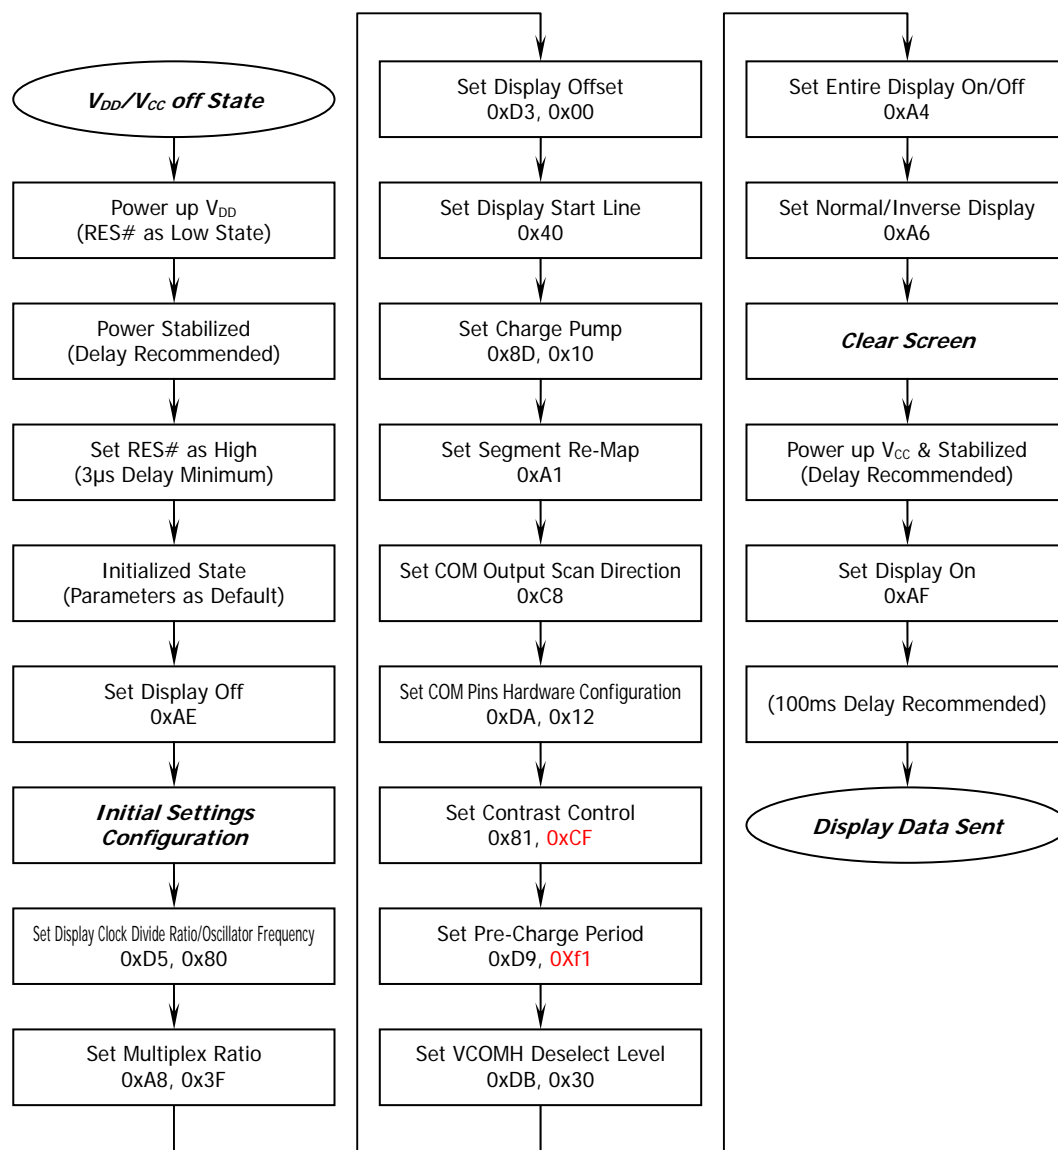 V_DD/V_CC off State
Power up V_DD
(RES# as Low State)
Power Stabilized
(Delay Recommended)
Set RES# as High
(3µs Delay Minimum)
Initialized State
(Parameters as Default)
Set Display Off
0xAE
Initial Settings
Configuration
Set Display Clock Divide Ratio/Oscillator Frequency
0xD5, 0x80
Set Multiplex Ratio
0xA8, 0x3F
Set Display Offset
0xD3, 0x00
Set Display Start Line
0x40
Set Charge Pump
0x8D, 0x10
Set Segment Re-Map
0xA1
Set COM Output Scan Direction
0xC8
Set COM Pins Hardware Configuration
0xDA, 0x12
Set Contrast Control
0x81, 0xCF
Set Pre-Charge Period
0xD9, 0Xf1
Set VCOMH Deselect Level
0xDB, 0x30
Set Entire Display On/Off
0xA4
Set Normal/Inverse Display
0xA6
Clear Screen
Power up V_CC & Stabilized
(Delay Recommended)
Set Display On
0xAF
(100ms Delay Recommended)
Display Data Sent